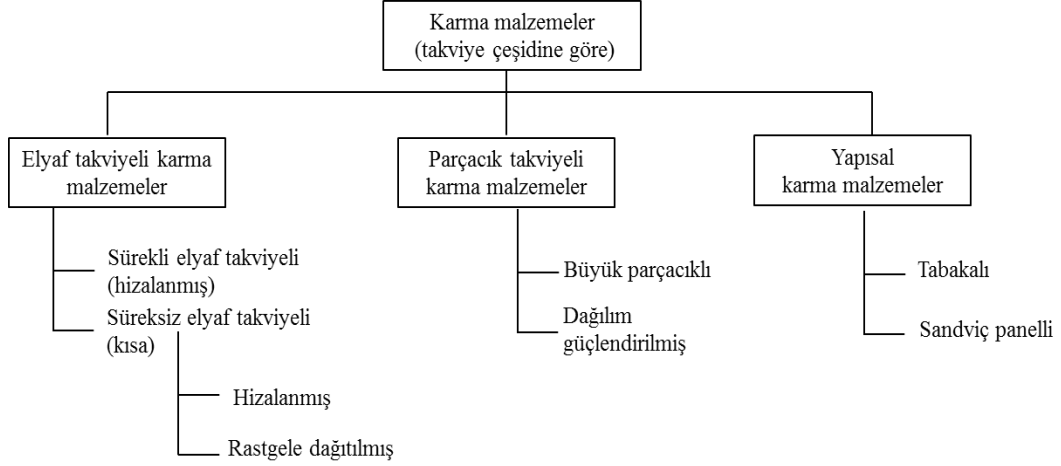 Karma malzemeler
(takviye çeşidine göre)
Elyaf takviyeli karma
malzemeler
Parçacık takviyeli
karma malzemeler
Yapısal
karma malzemeler
Sürekli elyaf takviyeli
(hizalanmış)
Süreksiz elyaf takviyeli
(kısa)
Hizalanmış
Rastgele dağıtılmış
Büyük parçacıklı
Dağılım
güçlendirilmiş
Tabakalı
Sandviç panelli